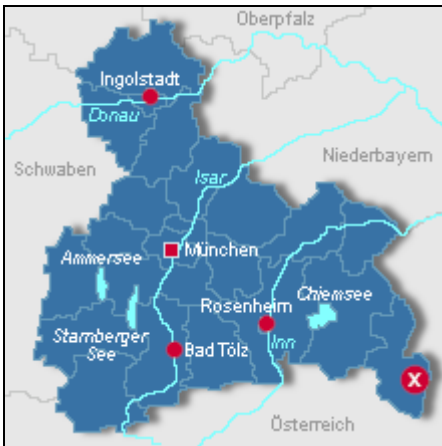 Oberpfalz
Ingolstadt
Donau
Schwaben
Niederbayern
Isar
München
Ammersee
Chiemsee
Rosenheim
Starnberger
See
Bad Tölz
Inn
X
Österreich